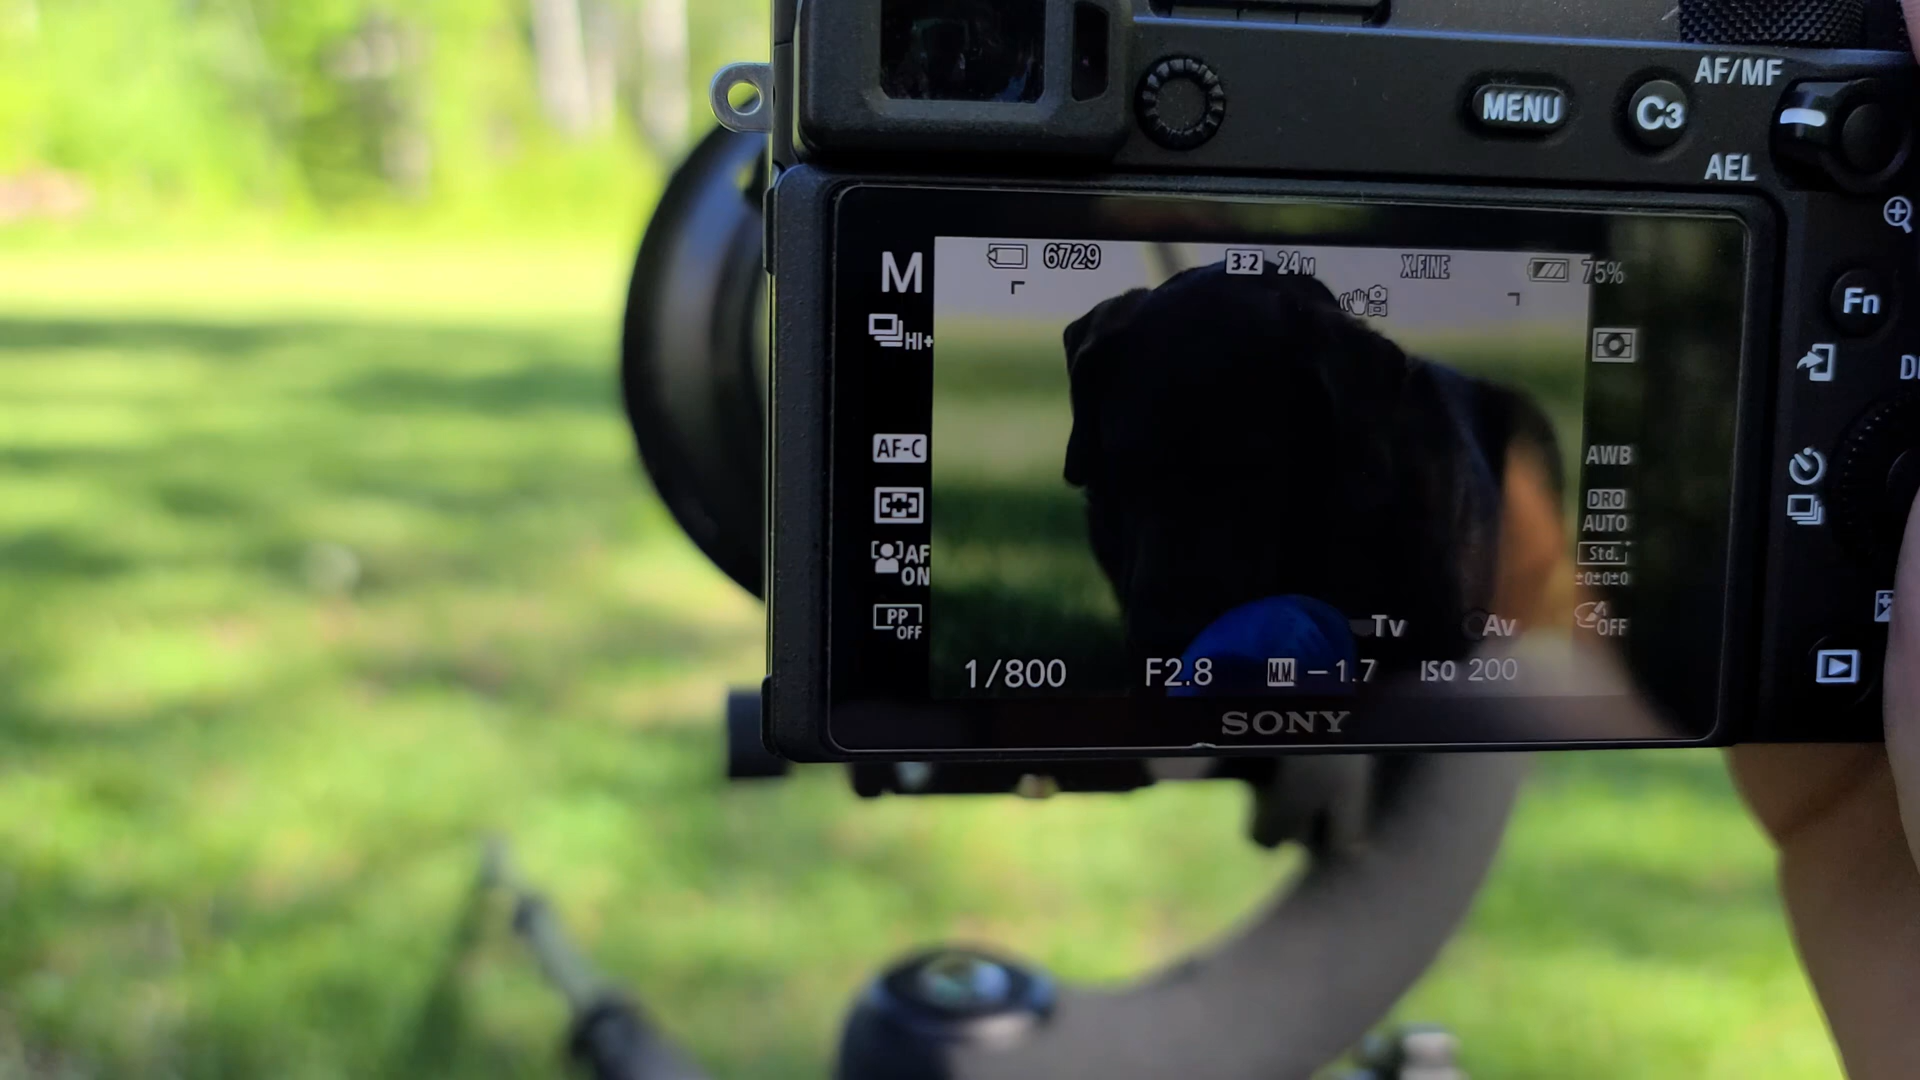 AF/MF
MENU
C3
AEL
M
6729
3:2 24M
X.FINE
75%
HI+
Fn
AF-C
AWB
DRO
AUTO
AF
ON
Std.
±0±0±0
PP
OFF
OFF
Tv
Av
1/800
F2.8
M.M. –1.7
ISO 200
SONY